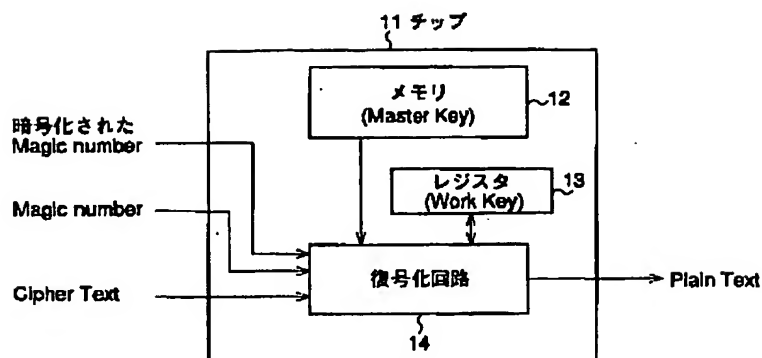 11 チップ
メモリ
(Master Key)
12
暗号化された
Magic number
レジスタ
(Work Key)
13
Magic number
復号化回路
Cipher Text
Plain Text
14